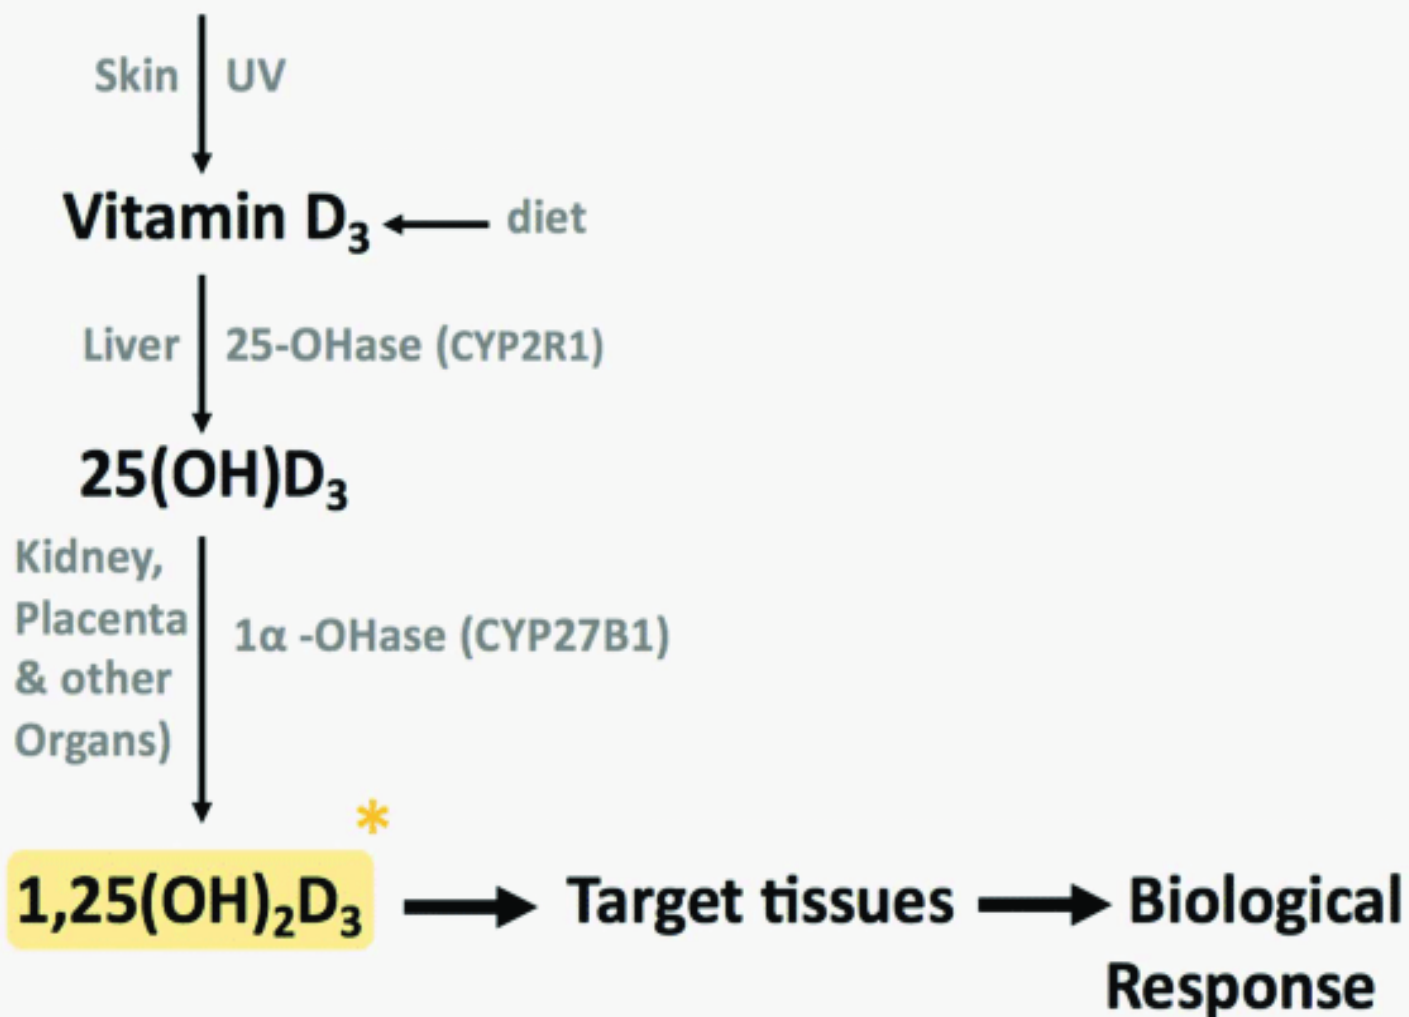 Skin UV
Vitamin D₃ diet
Liver 25-OHase (CYP2R1)
25(OH)D₃
Kidney,
Placenta
& other
Organs)
1α -OHase (CYP27B1)
*
1,25(OH)₂D₃ Target tissues Biological
Response